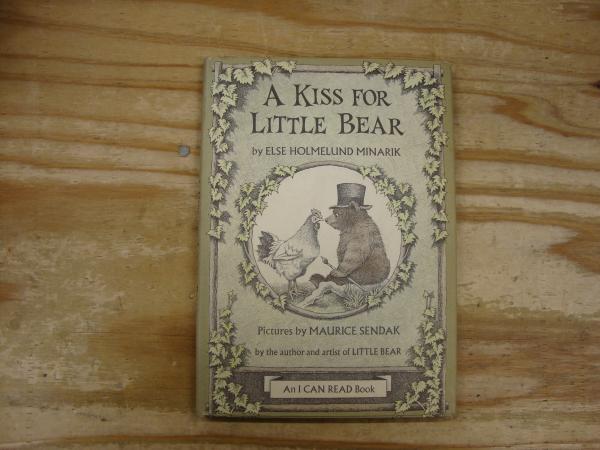 A KISS FOR
LITTLE BEAR
by ELSE HOLMELUND MINARIK
Pictures by MAURICE SENDAK
by the author and artist of LITTLE BEAR
An I CAN READ Book